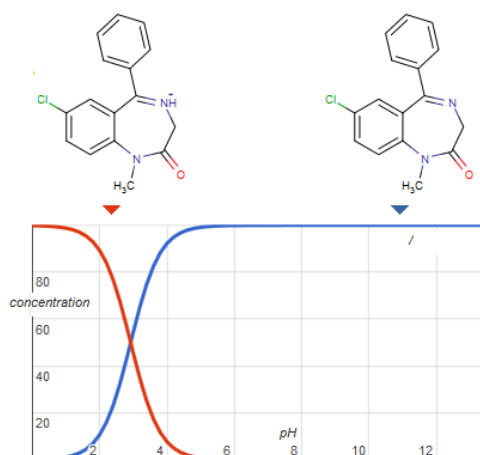 Cl
NH+
N
H3C
O
Cl
N
N
H3C
O
/
80
concentration
60
40
20
pH
2 4 6 8 10 12